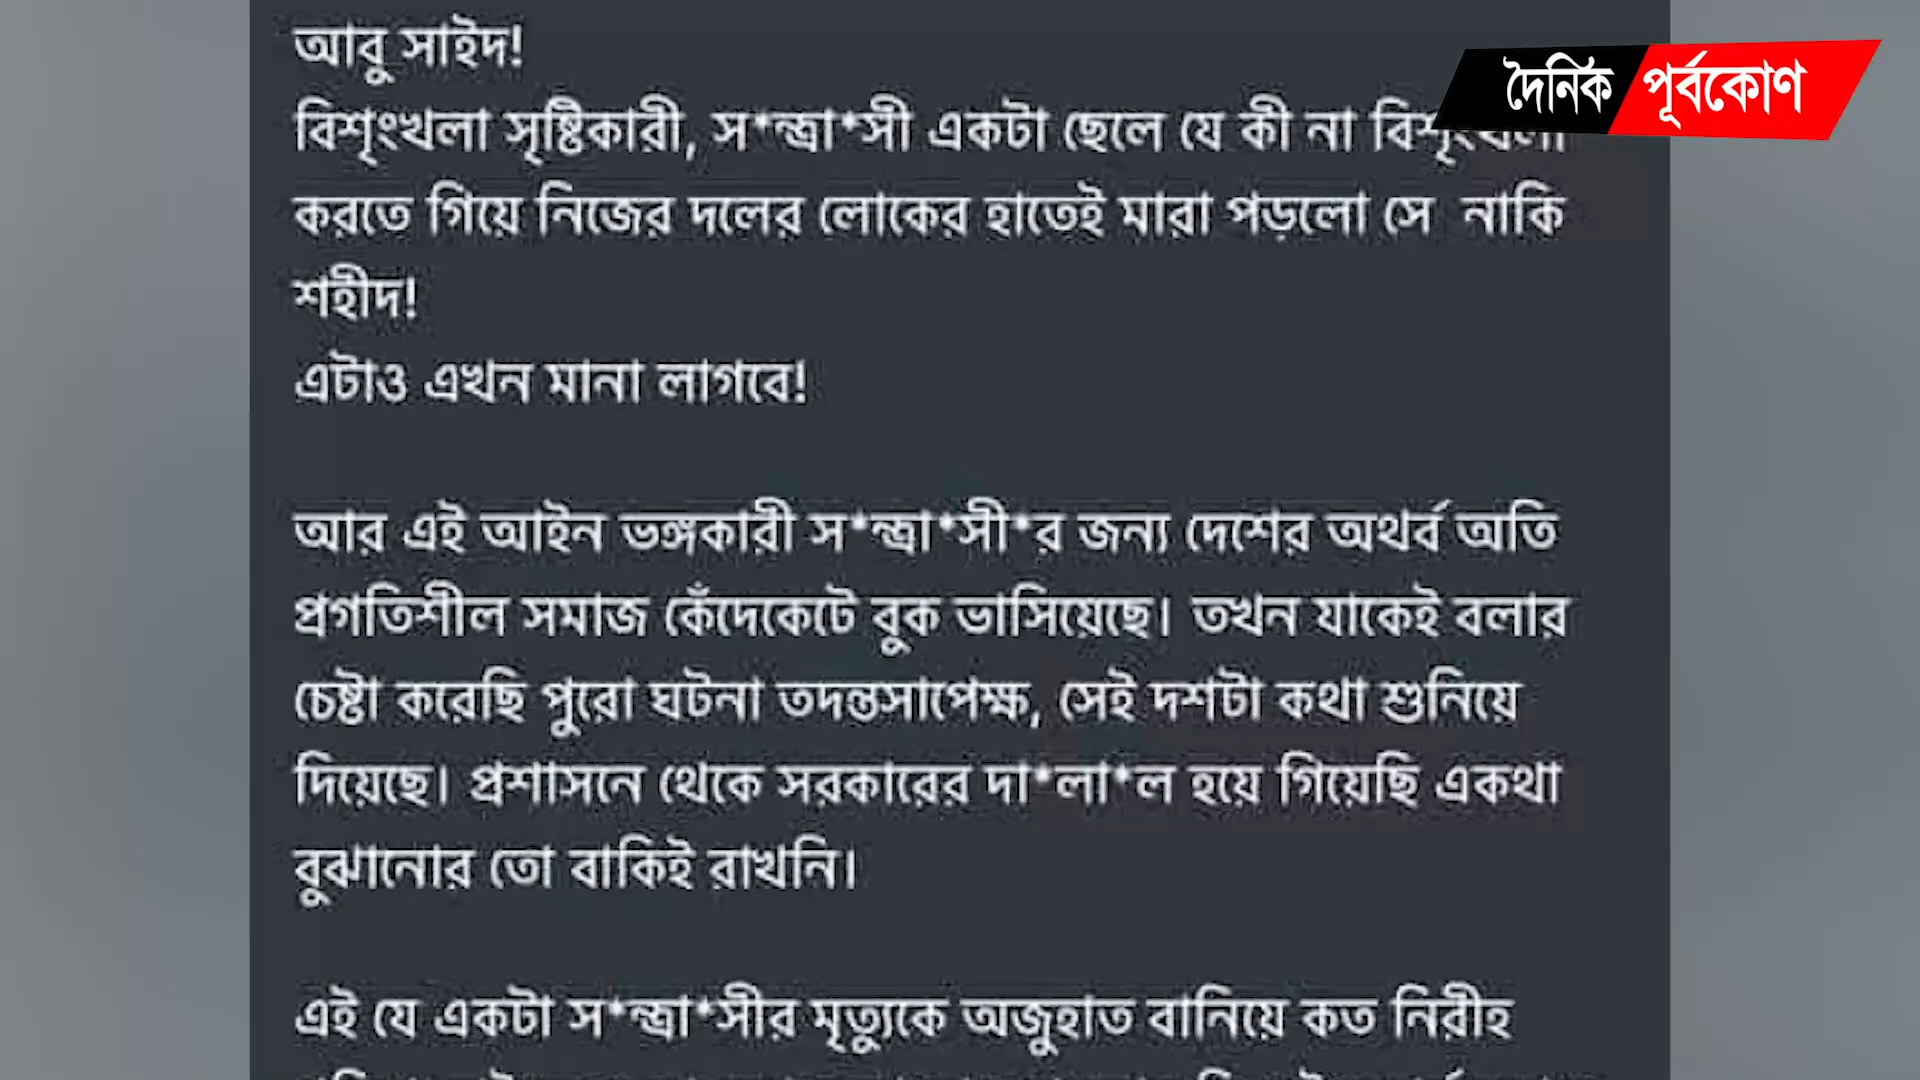 আবু সাইদ!
দৈনিক পূর্বকোণ
বিশৃংখলা সৃষ্টিকারী, স*ন্ত্রা*সী একটা ছেলে যে কী না বিশৃংখলা
করতে গিয়ে নিজের দলের লোকের হাতেই মারা পড়লো সে নাকি
শহীদ!
এটাও এখন মানা লাগবে!
আর এই আইন ভঙ্গকারী স*ন্ত্রা*সী*র জন্য দেশের অথর্ব অতি
প্রগতিশীল সমাজ কেঁদেকেটে বুক ভাসিয়েছে। তখন যাকেই বলার
চেষ্টা করেছি পুরো ঘটনা তদন্তসাপেক্ষ, সেই দশটা কথা শুনিয়ে
দিয়েছে। প্রশাসনে থেকে সরকারের দা*লা*ল হয়ে গিয়েছি একথা
বুঝানোর তো বাকিই রাখনি।
এই যে একটা স*ন্ত্রা*সীর মৃত্যুকে অজুহাত বানিয়ে কত নিরীহ